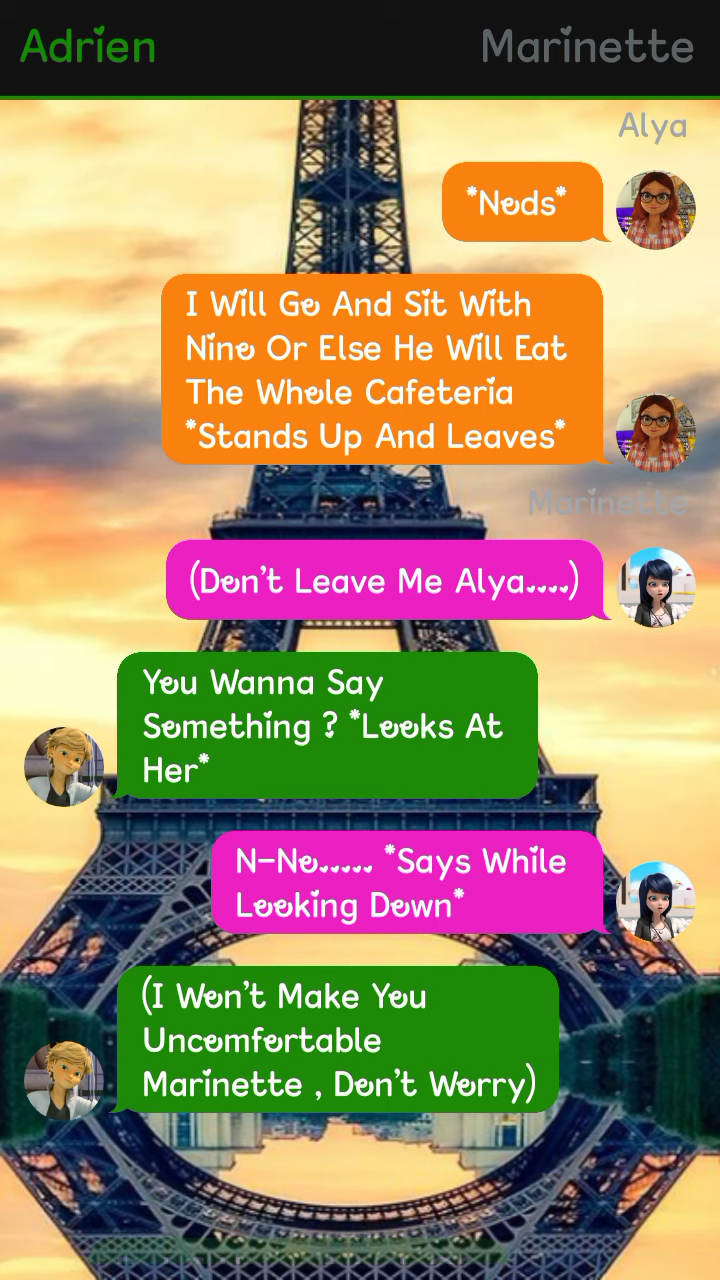 Adrien
Marinette
Alya
*Nods*
I Will Go And Sit With
Nino Or Else He Will Eat
The Whole Cafeteria
*Stands Up And Leaves*
Marinette
(Don't Leave Me Alya....)
You Wanna Say
Something ? *Looks At
Her*
N-No..... *Says While
Looking Down*
(I Won't Make You
Uncomfortable
Marinette , Don't Worry)